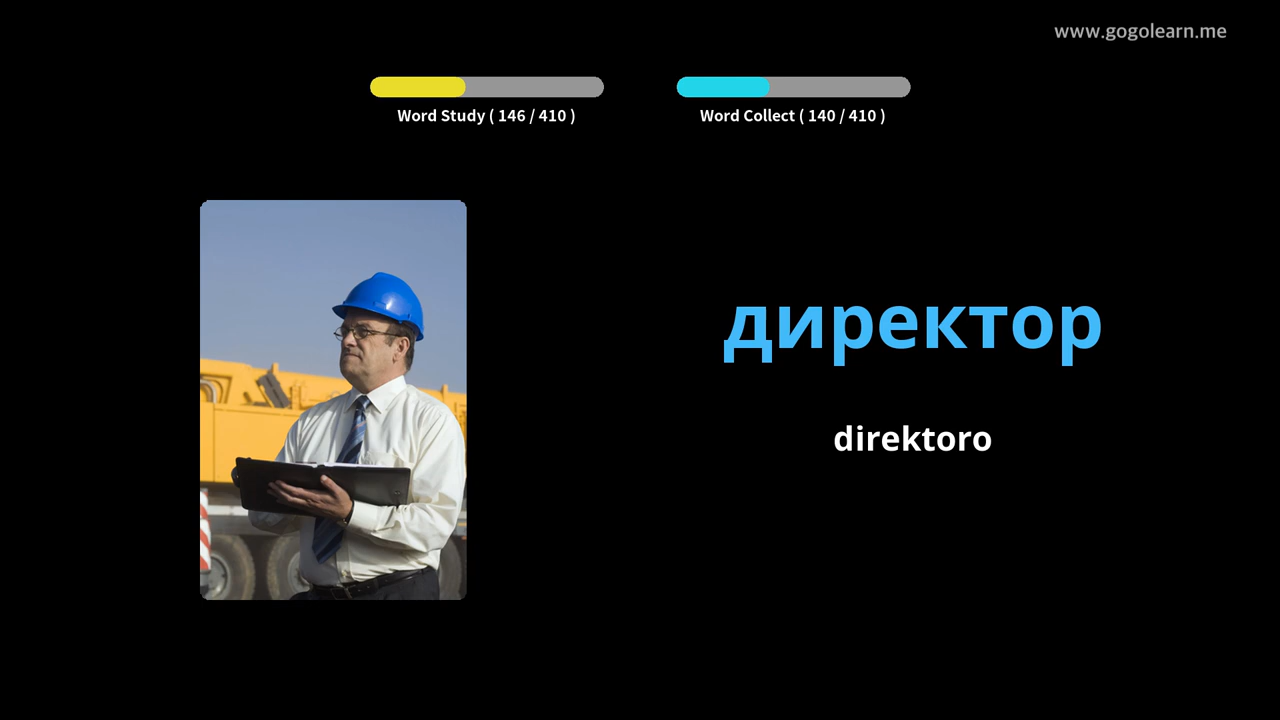 www.gogolearn.me
Word Study ( 146 / 410 )
Word Collect ( 140 / 410 )
директор
direktoro